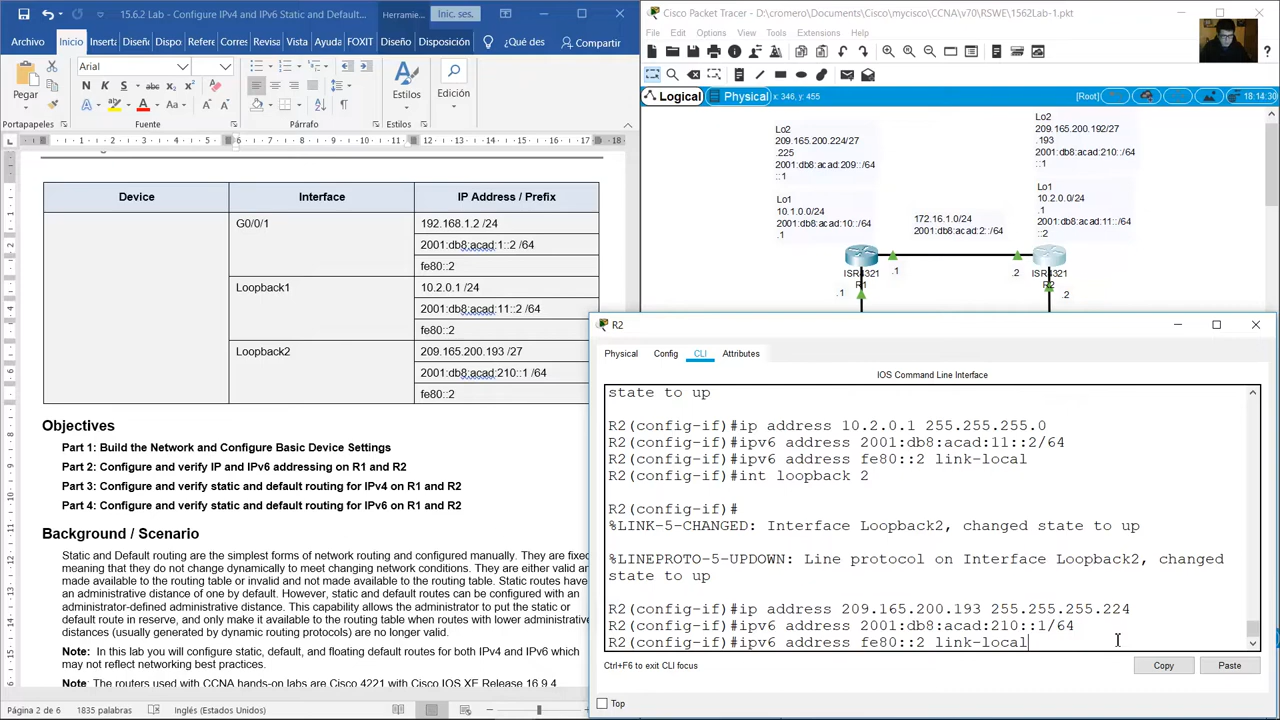 15.6.2 Lab - Configure IPv4 and IPv6 Static and Default...
Herramie...
Inic. ses.
Archivo Inicio Inserta Diseño Dispo Refere Corres Revisa Vista Ayuda FOXIT Diseño Disposición ¿Qué des Compartir
Arial
Pegar N K S
Estilos Edición
Portapapeles Fuente Párrafo Estilos
Device Interface IP Address / Prefix
G0/0/1 192.168.1.2 /24
2001:db8:acad:1::2 /64
fe80::2
Loopback1 10.2.0.1 /24
2001:db8:acad:11::2 /64
fe80::2
Loopback2 209.165.200.193 /27
2001:db8:acad:210::1 /64
fe80::2
Objectives
Part 1: Build the Network and Configure Basic Device Settings
Part 2: Configure and verify IP and IPv6 addressing on R1 and R2
Part 3: Configure and verify static and default routing for IPv4 on R1 and R2
Part 4: Configure and verify static and default routing for IPv6 on R1 and R2
Background / Scenario
Static and Default routing are the simplest forms of network routing and configured manually. They are fixed
meaning that they do not change dynamically to meet changing network conditions. They are either valid an
made available to the routing table or invalid and not made available to the routing table. Static routes have
an administrative distance of one by default. However, static and default routes can be configured with an
administrator-defined administrative distance. This capability allows the administrator to put the static or
default route in reserve, and only make it available to the routing table when routes with lower administrative
distances (usually generated by dynamic routing protocols) are no longer valid.
Note: In this lab you will configure static, default, and floating default routes for both IPv4 and IPv6 which
may not reflect networking best practices.
Note: The routers used with CCNA hands-on labs are Cisco 4221 with Cisco IOS XE Release 16.9.4
Página 2 de 6 1835 palabras Inglés (Estados Unidos)
Cisco Packet Tracer - D:\cromero\Documents\Cisco\mycisco\CCNA\v70\RSWE\1562Lab-1.pkt
File Edit Options View Tools Extensions Help
Logical Physical x: 346, y: 455 [Root] 18:14:30
Lo2
209.165.200.224/27
.225
2001:db8:acad:209::/64
::1
Lo1
10.1.0.0/24
2001:db8:acad:10::/64
.1
172.16.1.0/24
2001:db8:acad:2::/64
Lo2
209.165.200.192/27
.193
2001:db8:acad:210::/64
::1
Lo1
10.2.0.0/24
.1
2001:db8:acad:11::/64
::2
ISR4321
R1
.1
.1
.2
ISR4321
R2
.2
R2
Physical Config CLI Attributes
IOS Command Line Interface
state to up
R2(config-if)#ip address 10.2.0.1 255.255.255.0
R2(config-if)#ipv6 address 2001:db8:acad:11::2/64
R2(config-if)#ipv6 address fe80::2 link-local
R2(config-if)#int loopback 2
R2(config-if)#
%LINK-5-CHANGED: Interface Loopback2, changed state to up
%LINEPROTO-5-UPDOWN: Line protocol on Interface Loopback2, changed
state to up
R2(config-if)#ip address 209.165.200.193 255.255.255.224
R2(config-if)#ipv6 address 2001:db8:acad:210::1/64
R2(config-if)#ipv6 address fe80::2 link-local
Ctrl+F6 to exit CLI focus
Copy Paste
Top